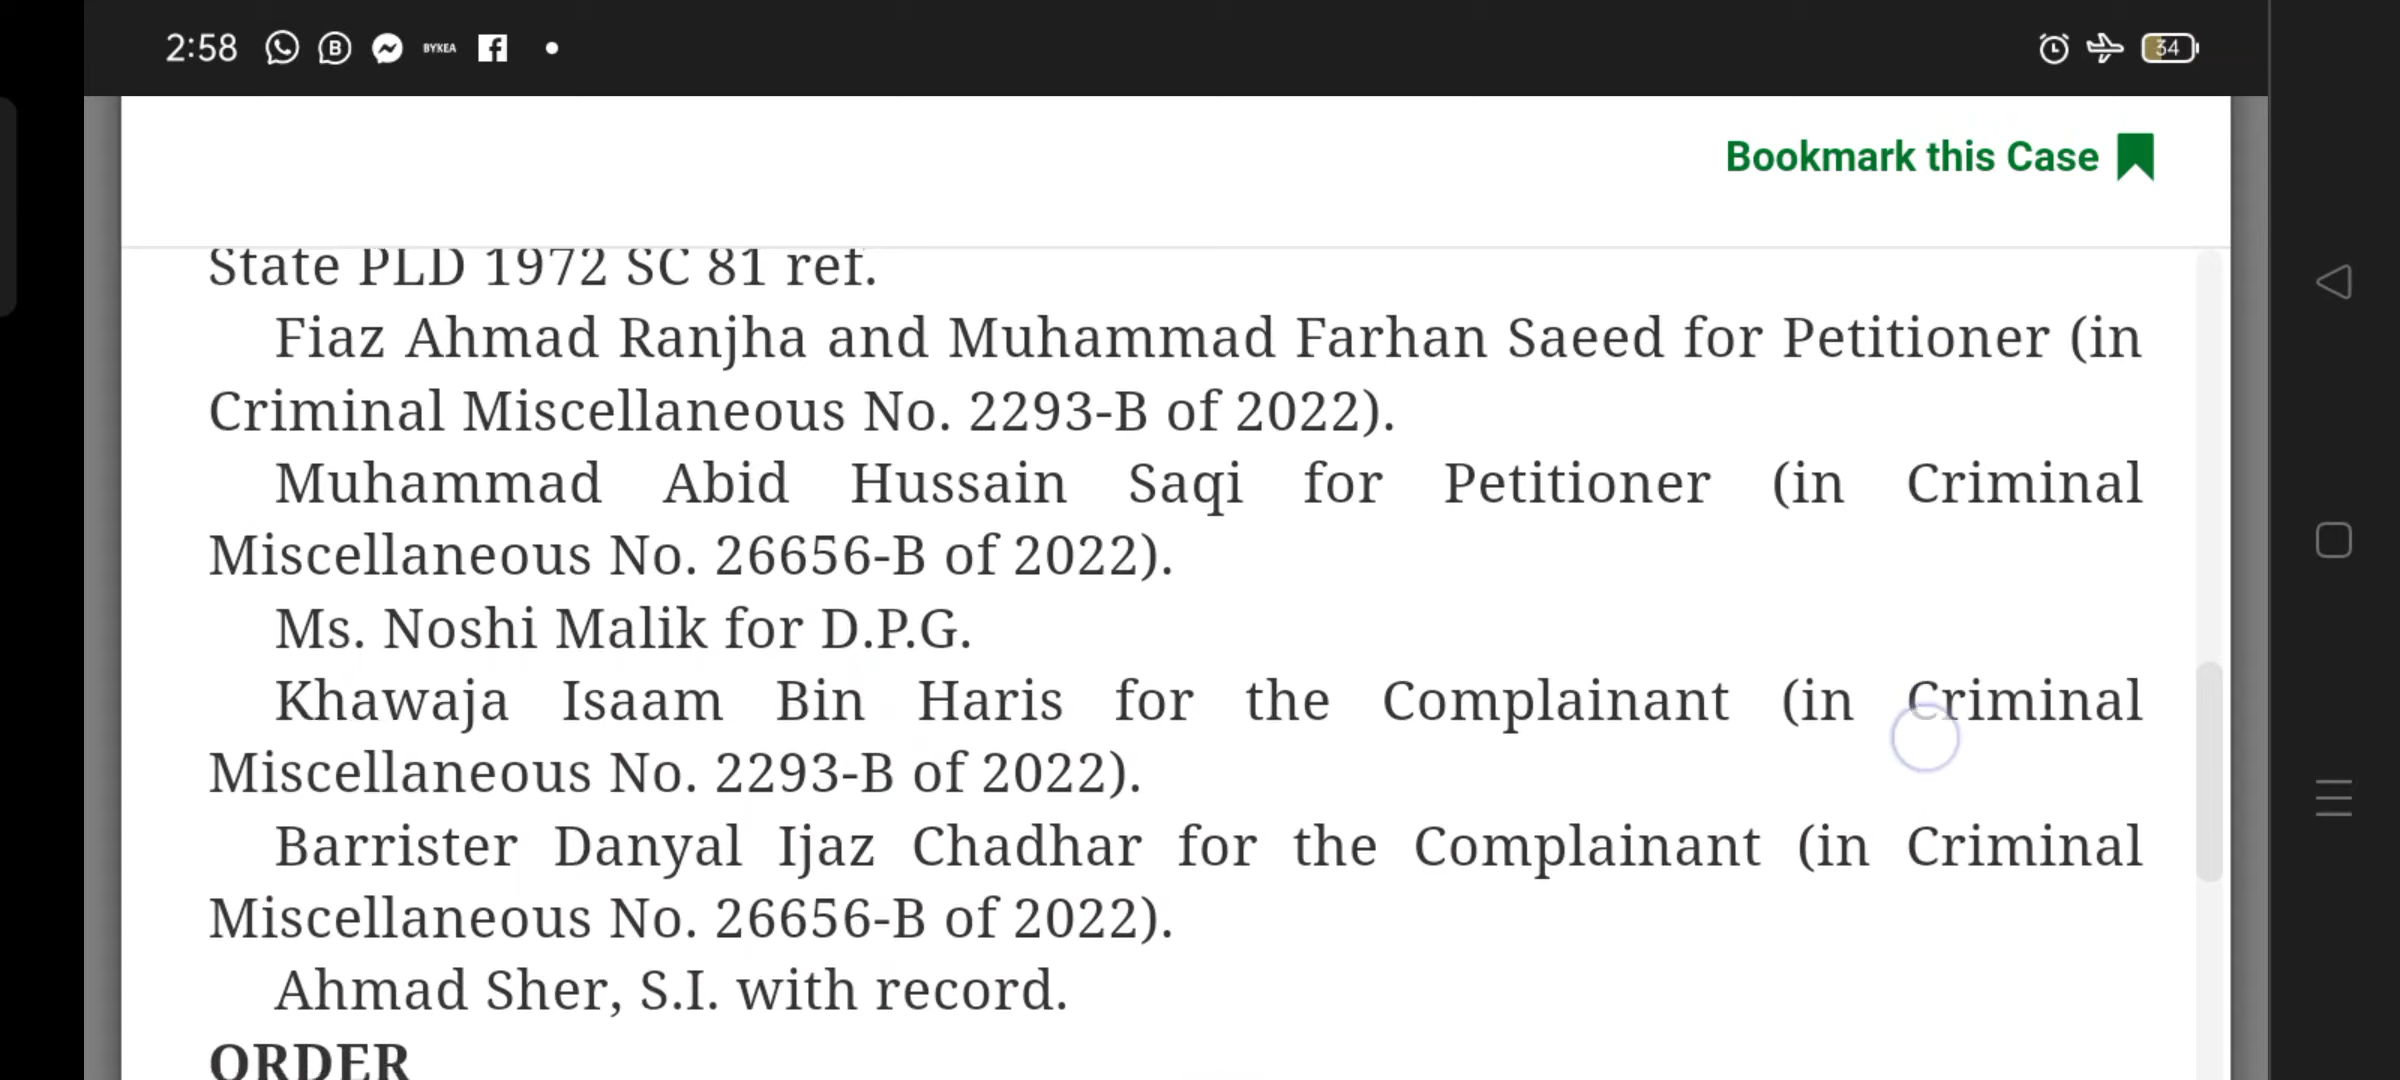 2:58 BYKEA 34
Bookmark this Case
State PLD 1972 SC 81 ref.
Fiaz Ahmad Ranjha and Muhammad Farhan Saeed for Petitioner (in
Criminal Miscellaneous No. 2293-B of 2022).
Muhammad Abid Hussain Saqi for Petitioner (in Criminal
Miscellaneous No. 26656-B of 2022).
Ms. Noshi Malik for D.P.G.
Khawaja Isaam Bin Haris for the Complainant (in Criminal
Miscellaneous No. 2293-B of 2022).
Barrister Danyal Ijaz Chadhar for the Complainant (in Criminal
Miscellaneous No. 26656-B of 2022).
Ahmad Sher, S.I. with record.
ORDER